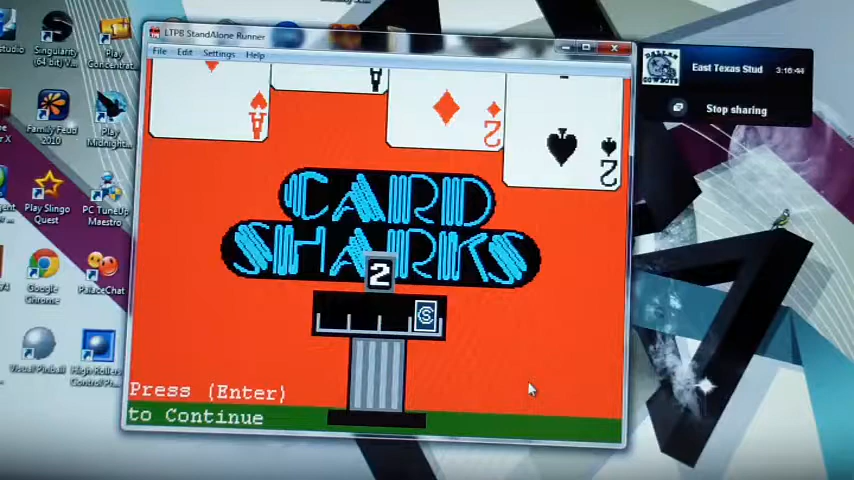 LTPB StandAlone Runner
File Edit Settings Help
East Texas Stud
3:16:44
Stop sharing
Singularity
(64 bit)
Play
Family Feud
2010
Play
Play Slingo
Quest
PC TuneUp
Maestro
Google
Chrome
PalaceChat
Visual Pinball
High Rollers
A
A
2
2
CARD
SHARKS
2
S
Press (Enter)
to Continue